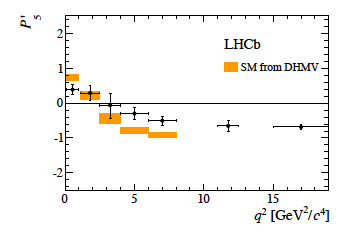 P'5
2
1
0
-1
-2
LHCb
SM from DHMV
0 5 10 15
q² [GeV²/c⁴]